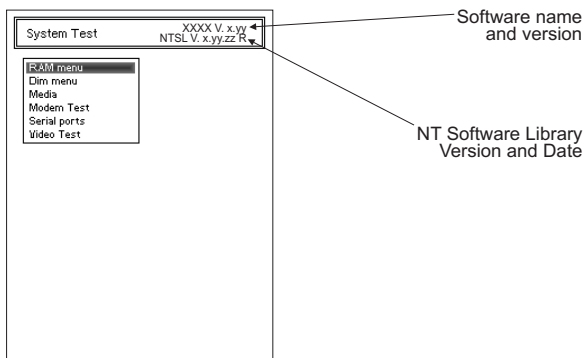 System Test
XXXX V. x.yy
NTSL V. x.yy.zz R
RAM menu
Dim menu
Media
Modem Test
Serial ports
Video Test
Software name
and version
NT Software Library
Version and Date